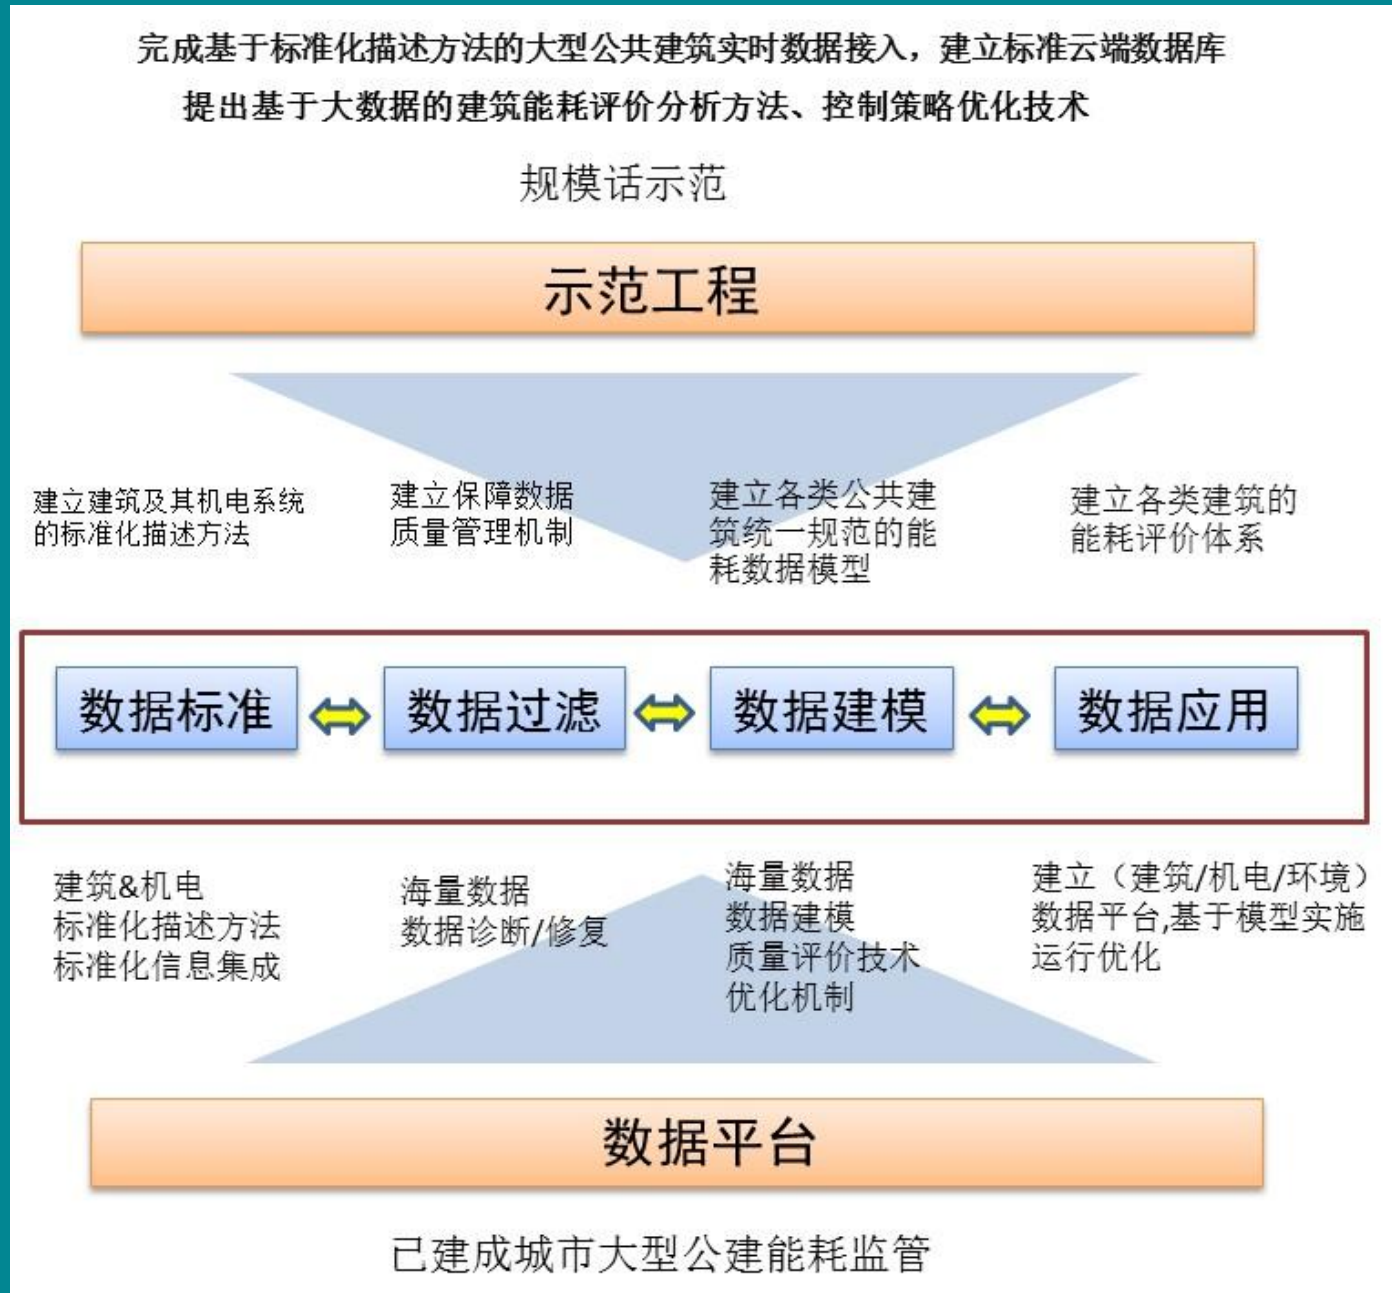 完成基于标准化描述方法的大型公共建筑实时数据接入，建立标准云端数据库
提出基于大数据的建筑能耗评价分析方法、控制策略优化技术
规模话示范
示范工程
建立建筑及其机电系统
的标准化描述方法
建立保障数据
质量管理机制
建立各类公共建
筑统一规范的能
耗数据模型
建立各类建筑的
能耗评价体系
数据标准
数据过滤
数据建模
数据应用
建筑&机电
标准化描述方法
标准化信息集成
海量数据
数据诊断/修复
海量数据
数据建模
质量评价技术
优化机制
建立（建筑/机电/环境）
数据平台,基于模型实施
运行优化
数据平台
已建成城市大型公建能耗监管